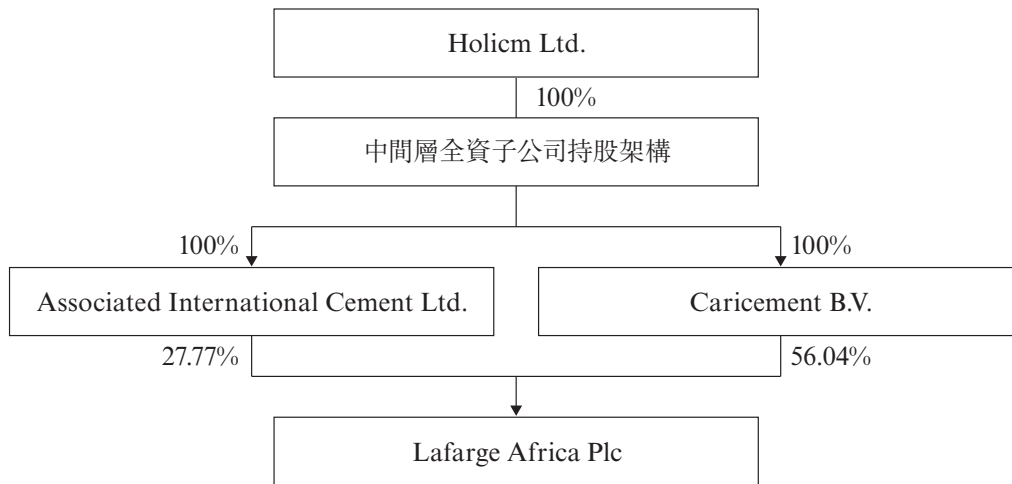 Holicm Ltd.
100%
中間層全資子公司持股架構
100%
100%
Associated International Cement Ltd.
Caricement B.V.
27.77%
56.04%
Lafarge Africa Plc